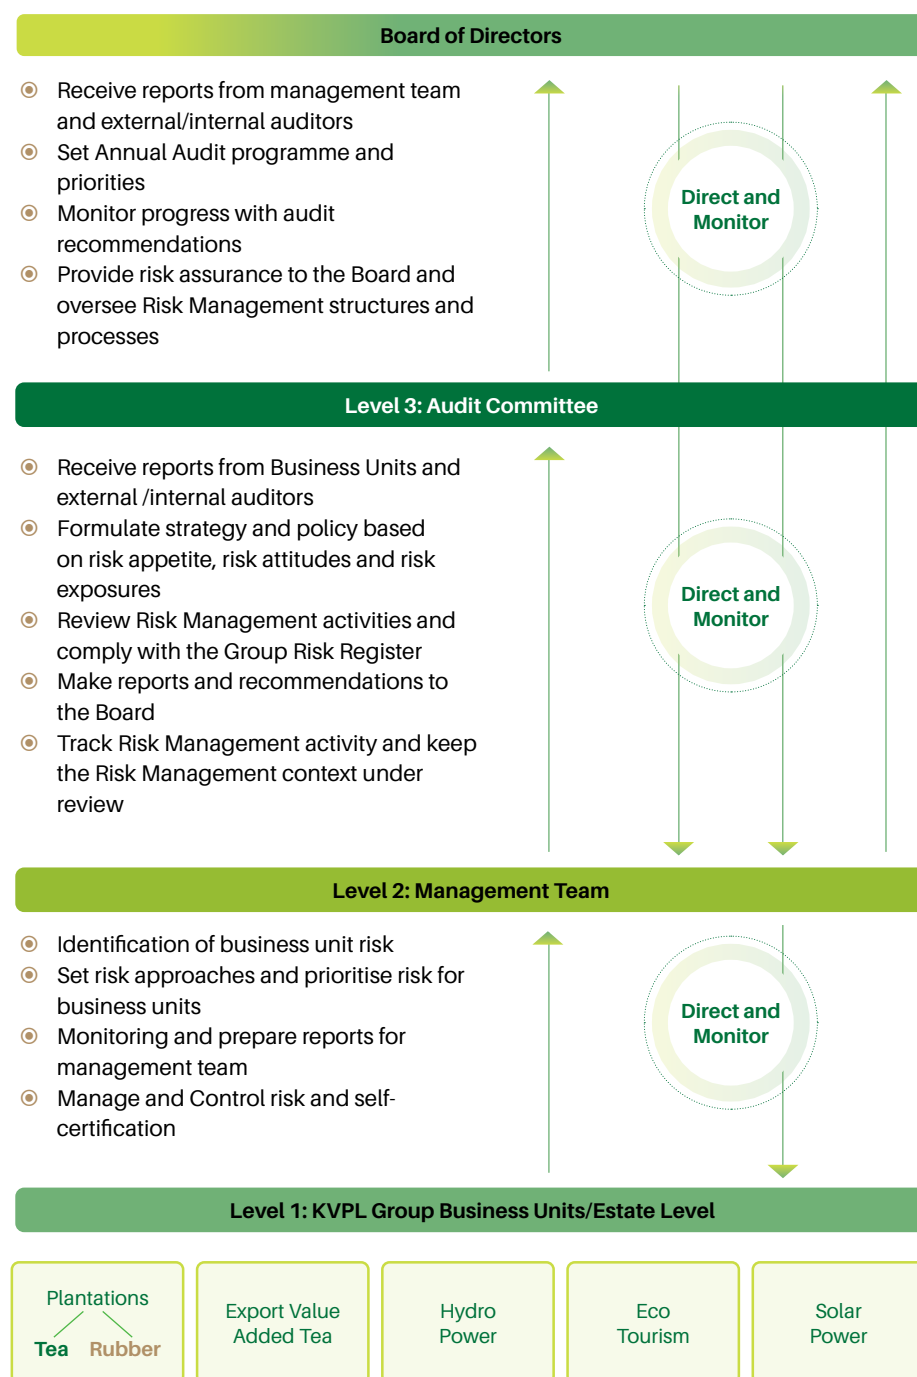 Board of Directors
Receive reports from management team
and external/internal auditors
Set Annual Audit programme and
priorities
Monitor progress with audit
recommendations
Provide risk assurance to the Board and
oversee Risk Management structures and
processes
Direct and
Monitor
Level 3: Audit Committee
Receive reports from Business Units and
external /internal auditors
Formulate strategy and policy based
on risk appetite, risk attitudes and risk
exposures
Review Risk Management activities and
comply with the Group Risk Register
Make reports and recommendations to
the Board
Track Risk Management activity and keep
the Risk Management context under
review
Direct and
Monitor
Level 2: Management Team
Identification of business unit risk
Set risk approaches and prioritise risk for
business units
Monitoring and prepare reports for
management team
Manage and Control risk and self-
certification
Direct and
Monitor
Level 1: KVPL Group Business Units/Estate Level
Plantations
Tea Rubber
Export Value
Added Tea
Hydro
Power
Eco
Tourism
Solar
Power